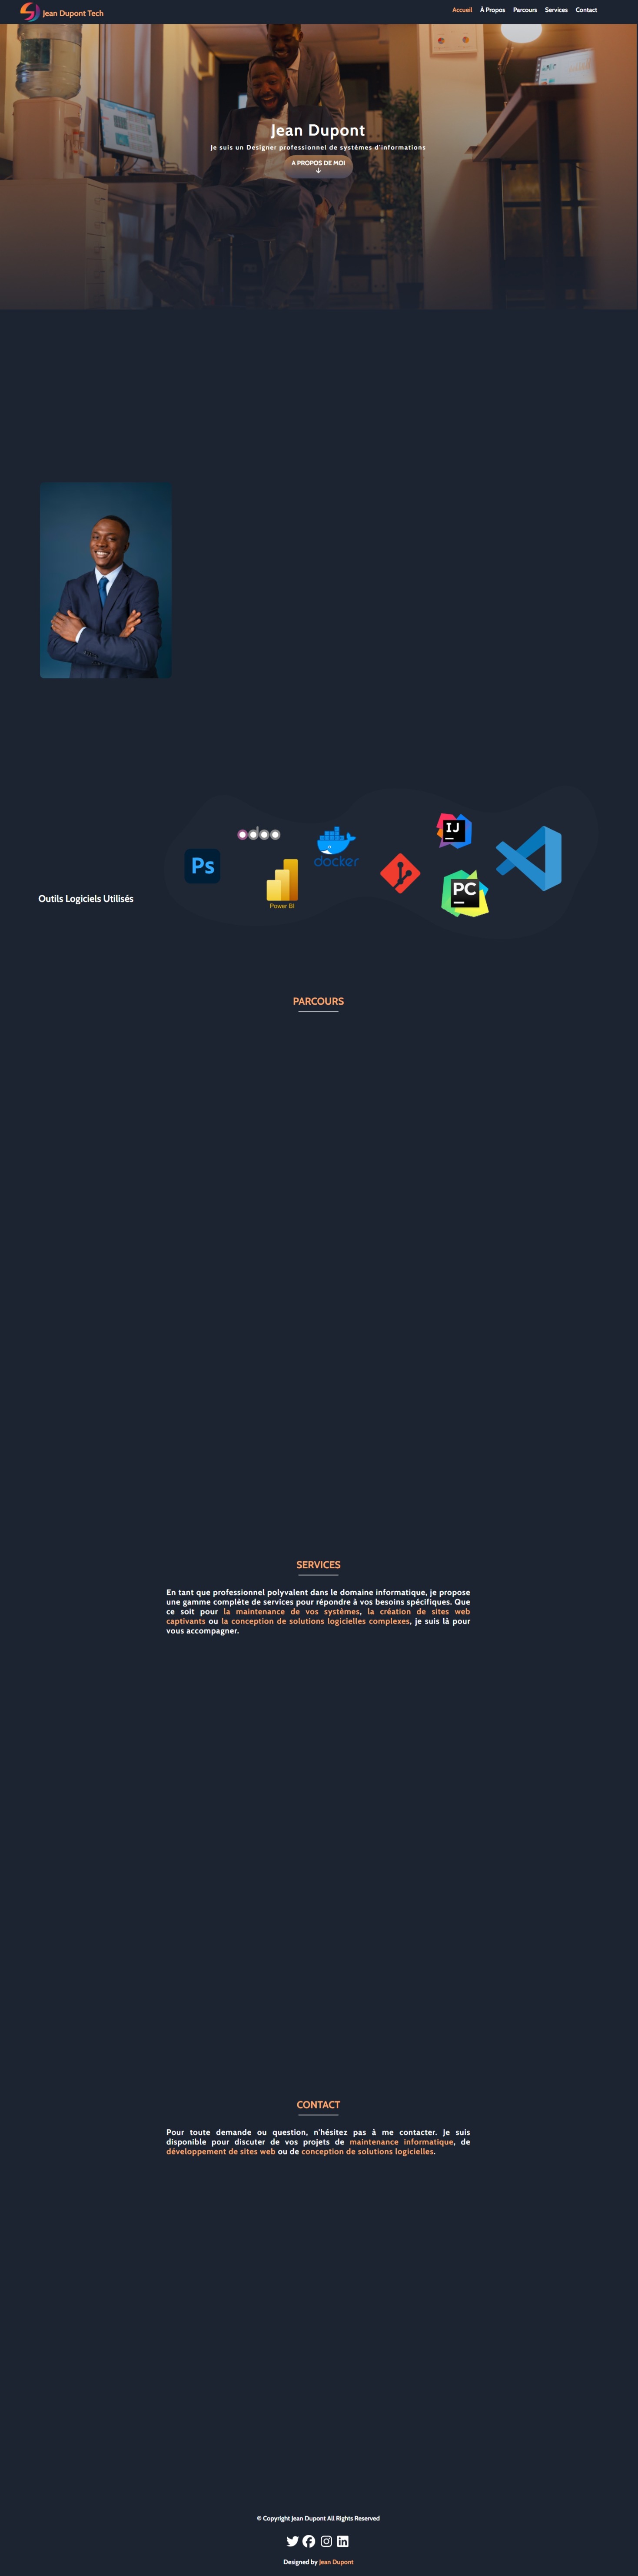 Jean Dupont Tech
Accueil À Propos Parcours Services Contact
Jean Dupont
Je suis un Designer professionnel de systèmes d'informations
A PROPOS DE MOI
Ps
odoo
docker
IJ
PC
Power BI
Outils Logiciels Utilisés
PARCOURS
SERVICES
En tant que professionnel polyvalent dans le domaine informatique, je propose
une gamme complète de services pour répondre à vos besoins spécifiques. Que
ce soit pour la maintenance de vos systèmes, la création de sites web
captivants ou la conception de solutions logicielles complexes, je suis là pour
vous accompagner.
CONTACT
Pour toute demande ou question, n'hésitez pas à me contacter. Je suis
disponible pour discuter de vos projets de maintenance informatique, de
développement de sites web ou de conception de solutions logicielles.
© Copyright Jean Dupont All Rights Reserved
Designed by Jean Dupont